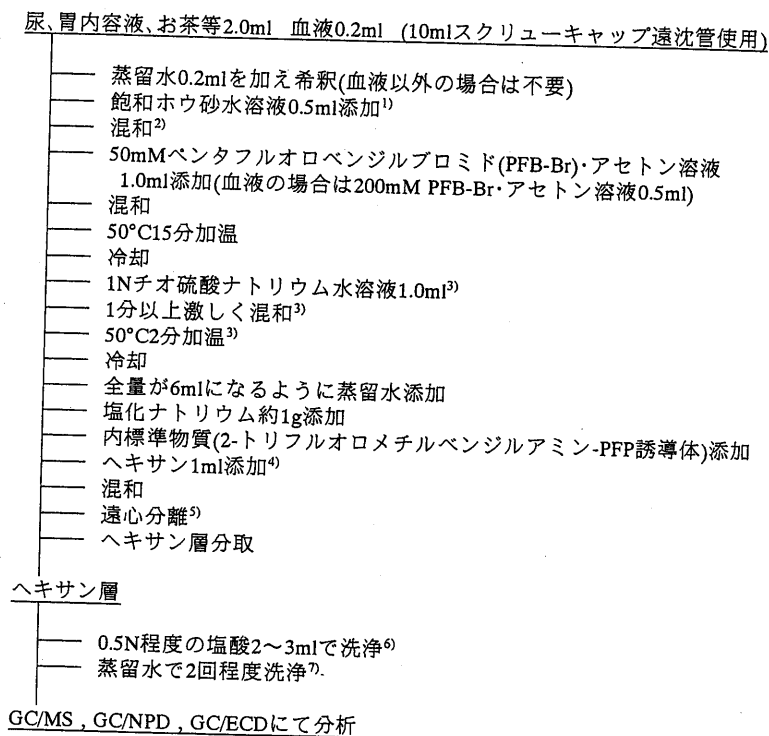 尿、胃内容液、お茶等2.0ml 血液0.2ml (10mlスクリューキャップ遠沈管使用)
蒸留水0.2mlを加え希釈(血液以外の場合は不要)
飽和ホウ砂水溶液0.5ml添加1)
混和2)
50mMペンタフルオロベンジルブロミド(PFB-Br)・アセトン溶液
1.0ml添加(血液の場合は200mM PFB-Br・アセトン溶液0.5ml)
混和
50°C15分加温
冷却
1Nチオ硫酸ナトリウム水溶液1.0ml3)
1分以上激しく混和3)
50°C2分加温3)
冷却
全量が6mlになるように蒸留水添加
塩化ナトリウム約1g添加
内標準物質(2-トリフルオロメチルベンジルアミン-PFP誘導体)添加
ヘキサン1ml添加4)
混和
遠心分離5)
ヘキサン層分取
ヘキサン層
0.5N程度の塩酸2～3mlで洗浄6)
蒸留水で2回程度洗浄7).
GC/MS , GC/NPD , GC/ECDにて分析